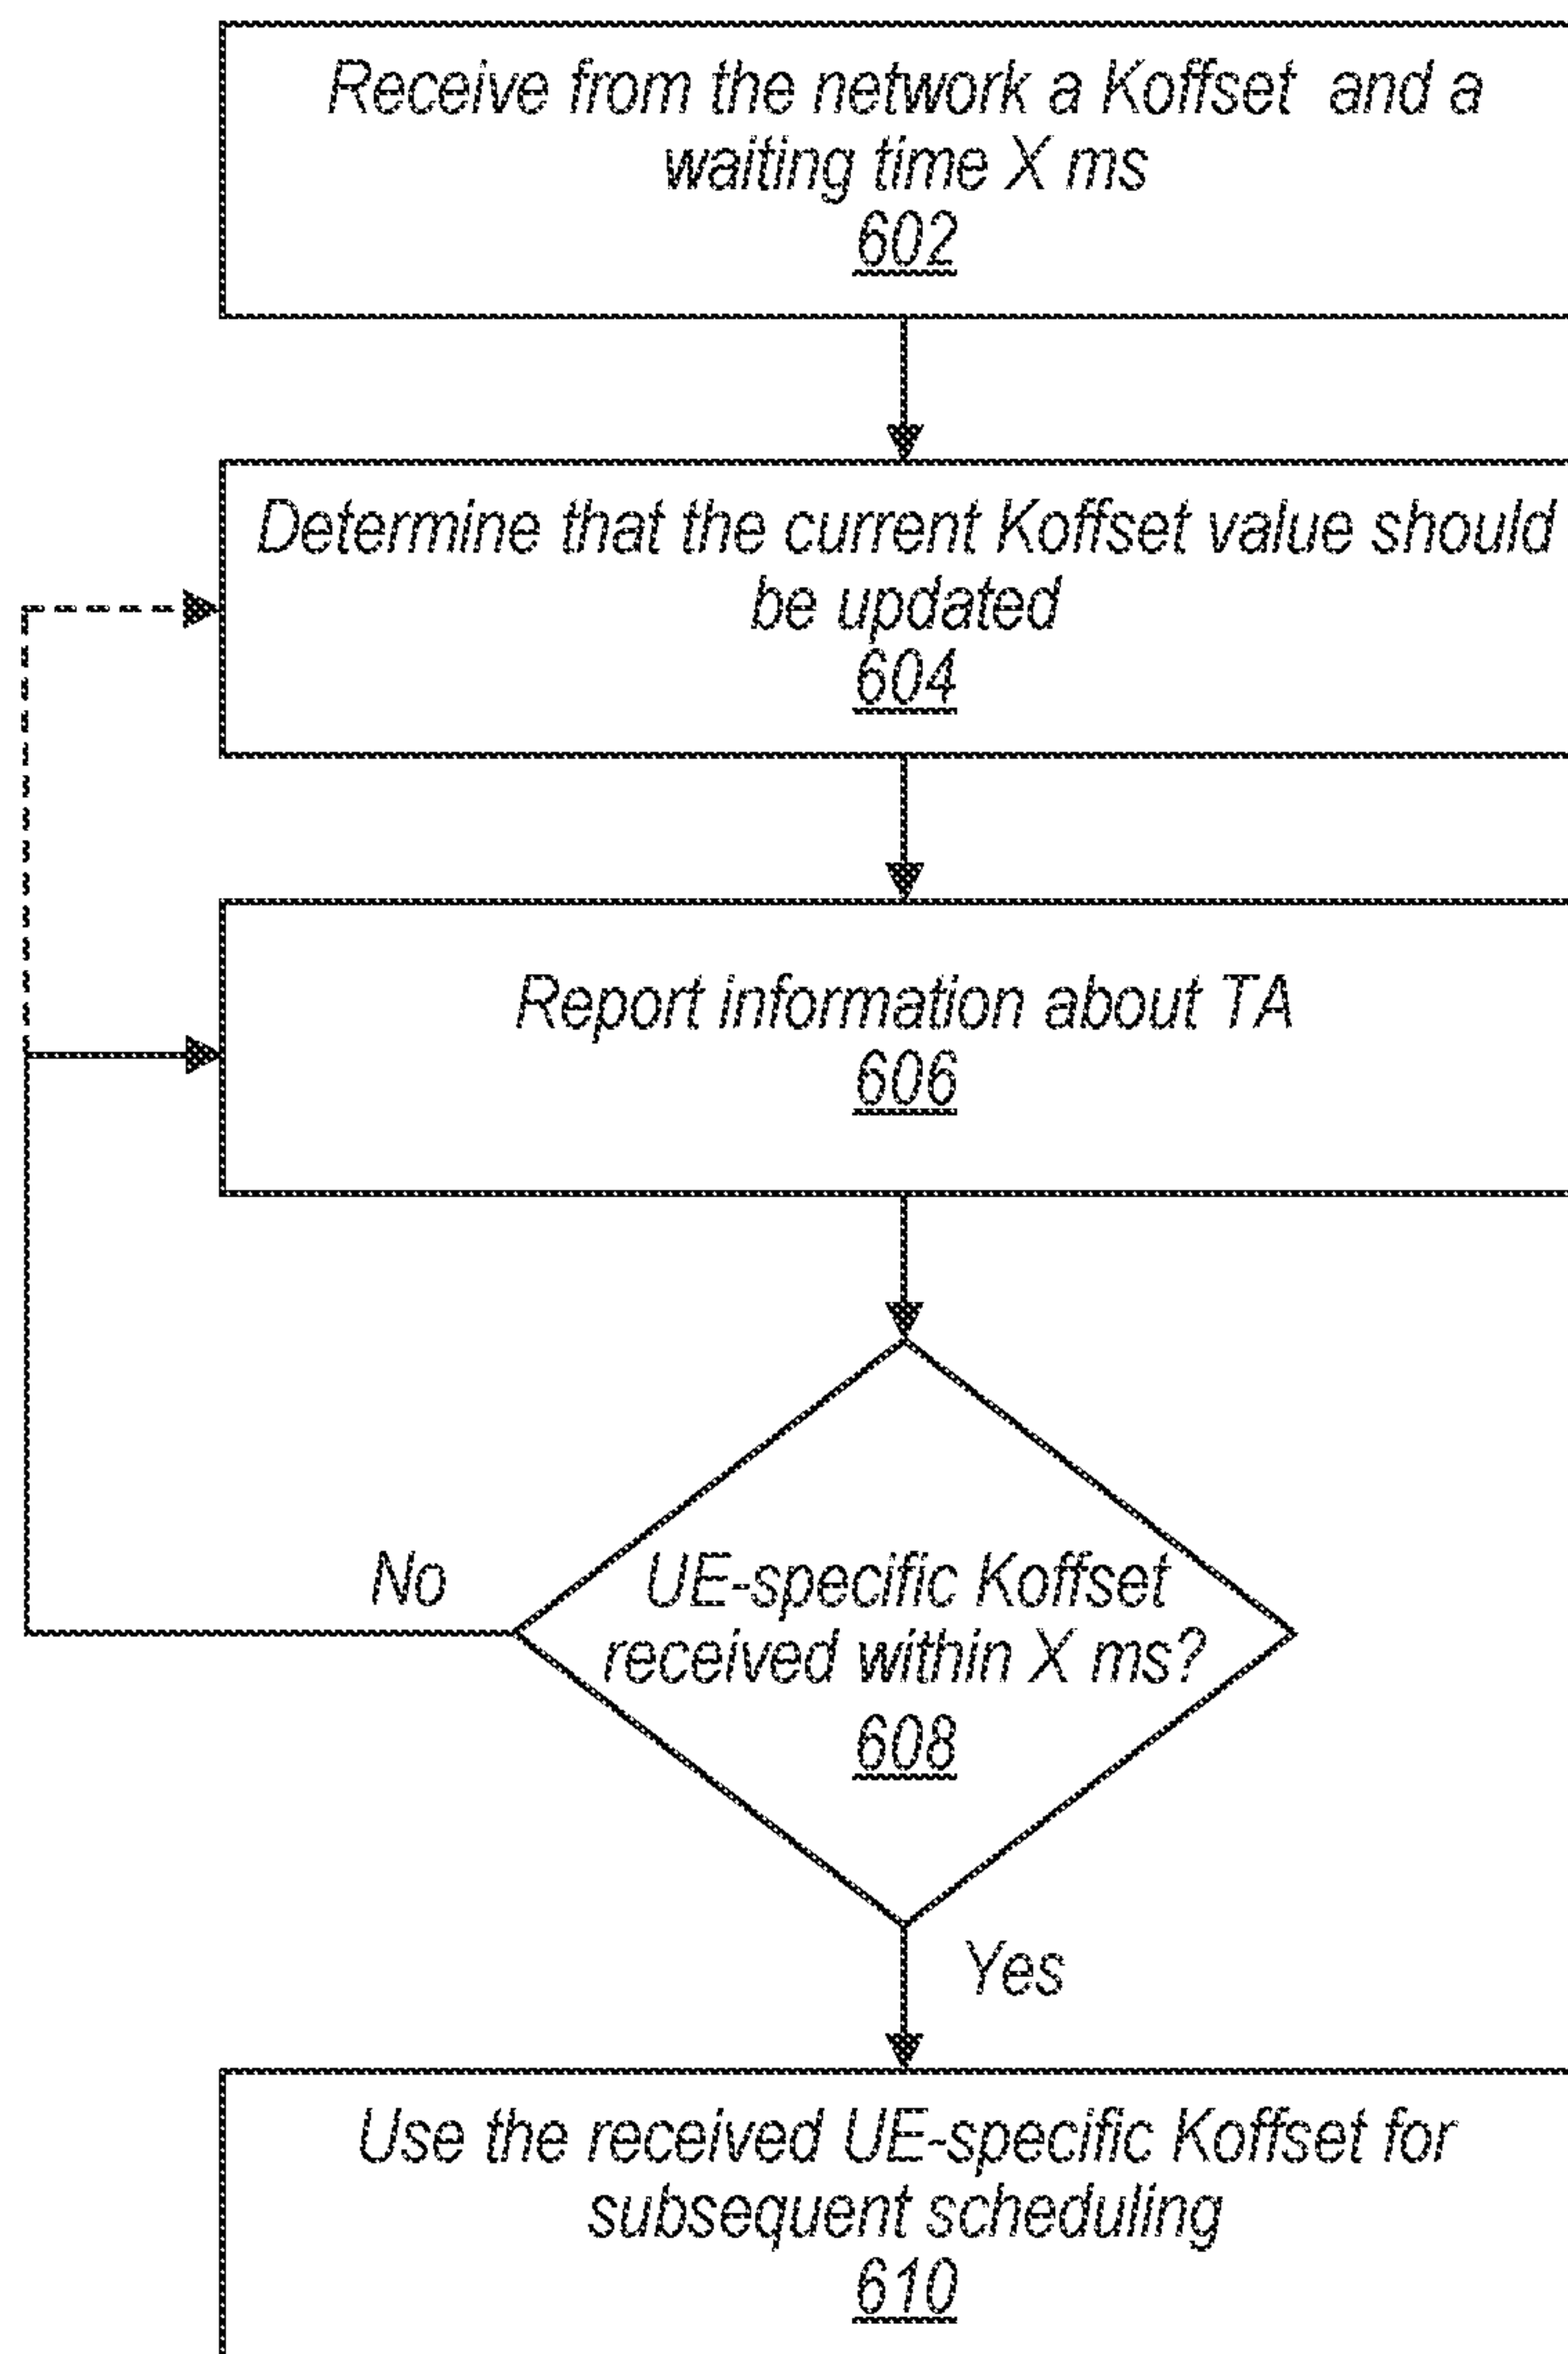 Receive from the network a Koffset and a
waiting time X ms
602
Determine that the current Koffset value should
be updated
604
Report information about TA
606
No
UE-specific Koffset
received within X ms?
608
Yes
Use the received UE-specific Koffset for
subsequent scheduling
610